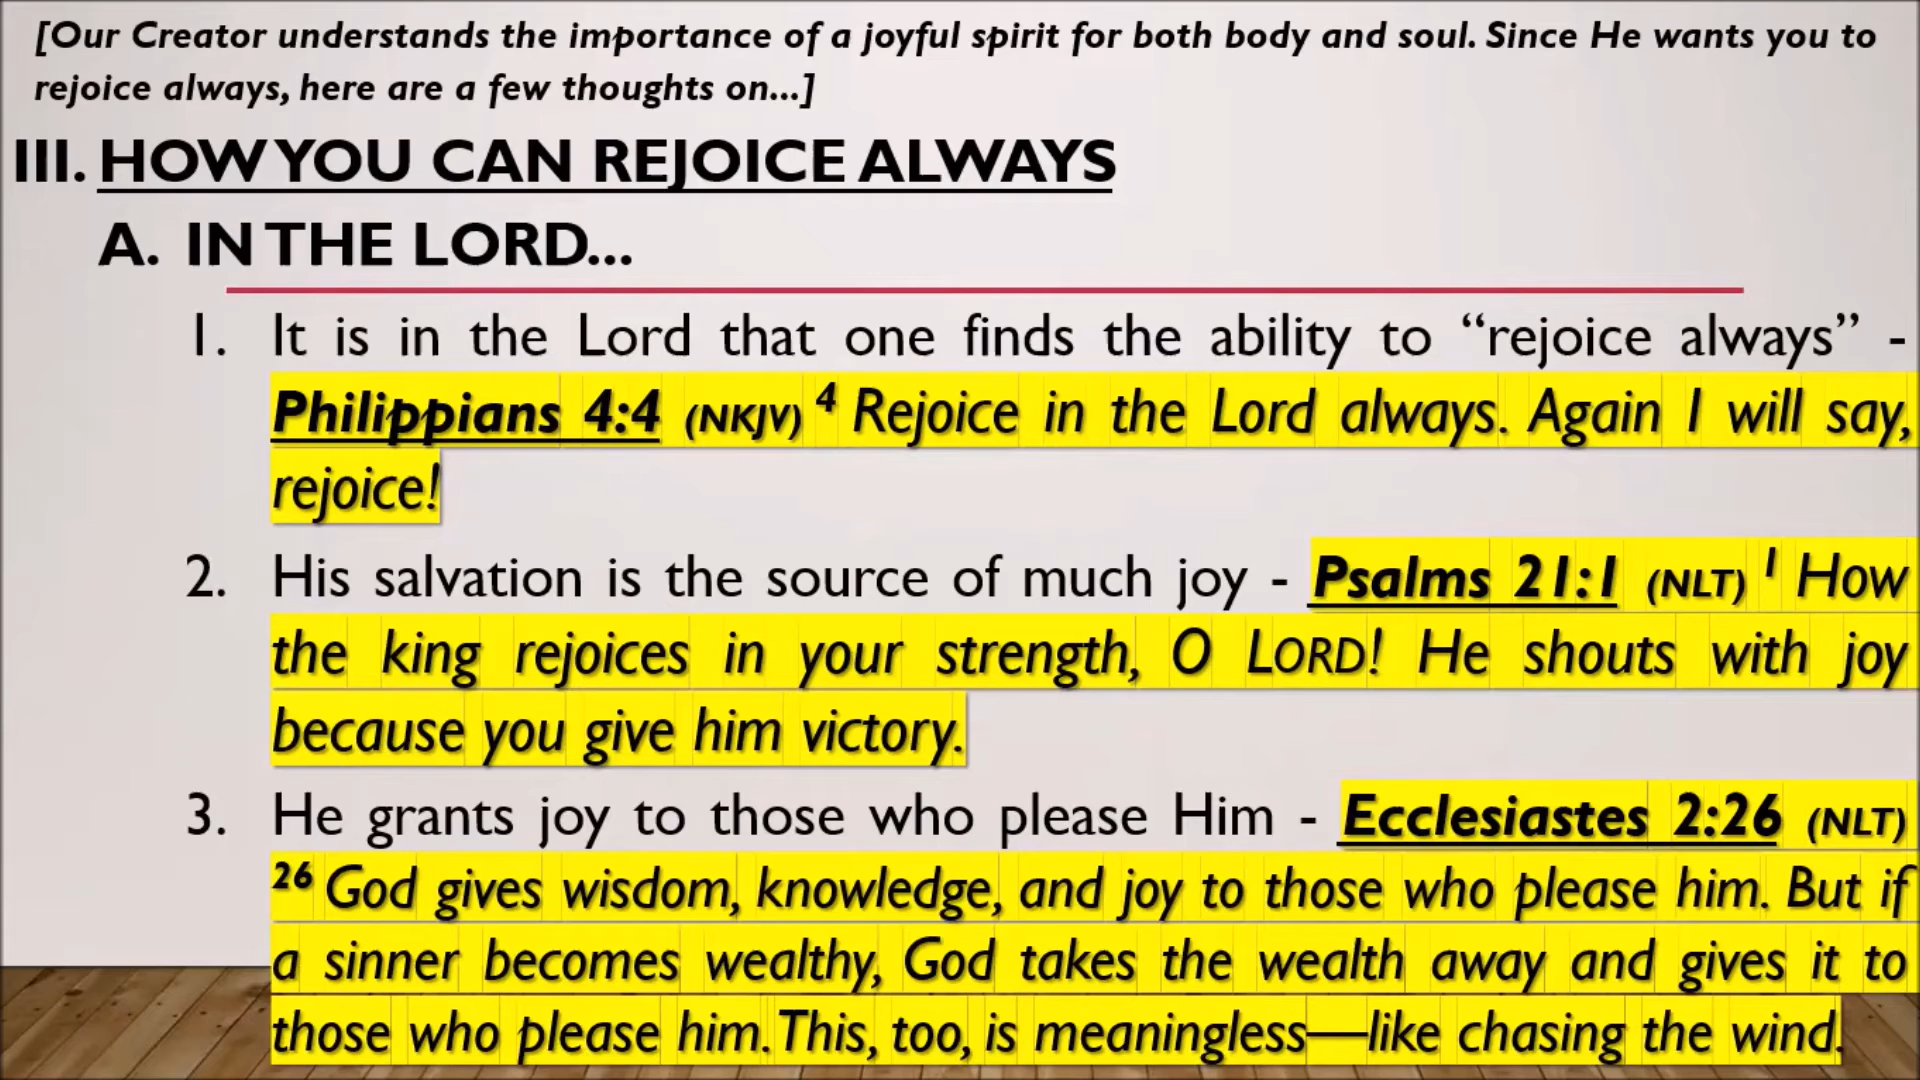 [Our Creator understands the importance of a joyful spirit for both body and soul. Since He wants you to
rejoice always, here are a few thoughts on...]
III. HOW YOU CAN REJOICE ALWAYS
A. IN THE LORD...
1. It is in the Lord that one finds the ability to “rejoice always” -
Philippians 4:4 (NKJV) 4 Rejoice in the Lord always. Again I will say,
rejoice!
2. His salvation is the source of much joy - Psalms 21:1 (NLT) 1 How
the king rejoices in your strength, O LORD! He shouts with joy
because you give him victory.
3. He grants joy to those who please Him - Ecclesiastes 2:26 (NLT)
26 God gives wisdom, knowledge, and joy to those who please him. But if
a sinner becomes wealthy, God takes the wealth away and gives it to
those who please him. This, too, is meaningless—like chasing the wind.